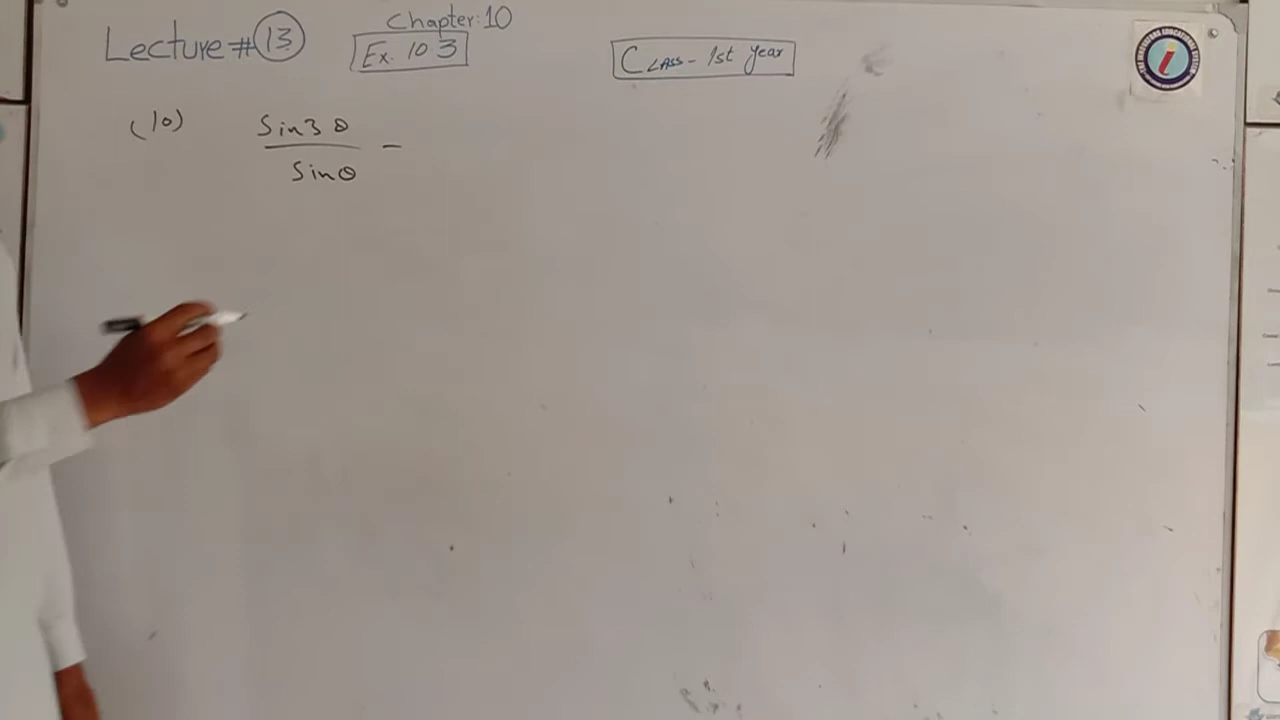 Lecture # 13
Chapter: 10
Ex. 10 3
CLASS - 1st year
(10) Sin3θ
―
Sinθ